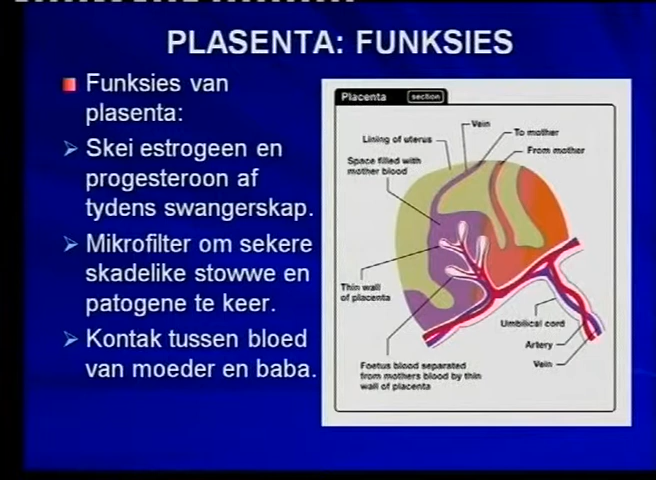 PLASENTA: FUNKSIES
Funksies van
plasenta:
Skei estrogeen en
progesteroon af
tydens swangerskap.
Mikrofilter om sekere
skadelike stowwe en
patogene te keer.
Kontak tussen bloed
van moeder en baba.
Placenta section
Vein
To mother
Lining of uterus
From mother
Space filled with
mother blood
Thin wall
of placenta
Umbilical cord
Artery
Vein
Foetus blood separated
from mothers blood by thin
wall of placenta